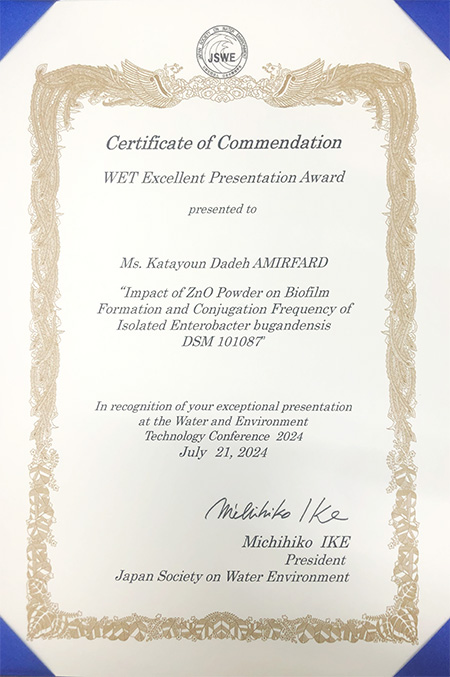 JSWE
Certificate of Commendation
WET Excellent Presentation Award
presented to
Ms. Katayoun Dadeh AMIRFARD
“Impact of ZnO Powder on Biofilm
Formation and Conjugation Frequency of
Isolated Enterobacter bugandensis
DSM 101087”
In recognition of your exceptional presentation
at the Water and Environment
Technology Conference 2024
July 21, 2024
Michihiko Ike
Michihiko IKE
President
Japan Society on Water Environment